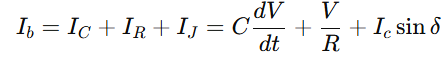 $I_b = I_C + I_R + I_J = C\frac{dV}{dt} + \frac{V}{R} + I_c \sin\delta$